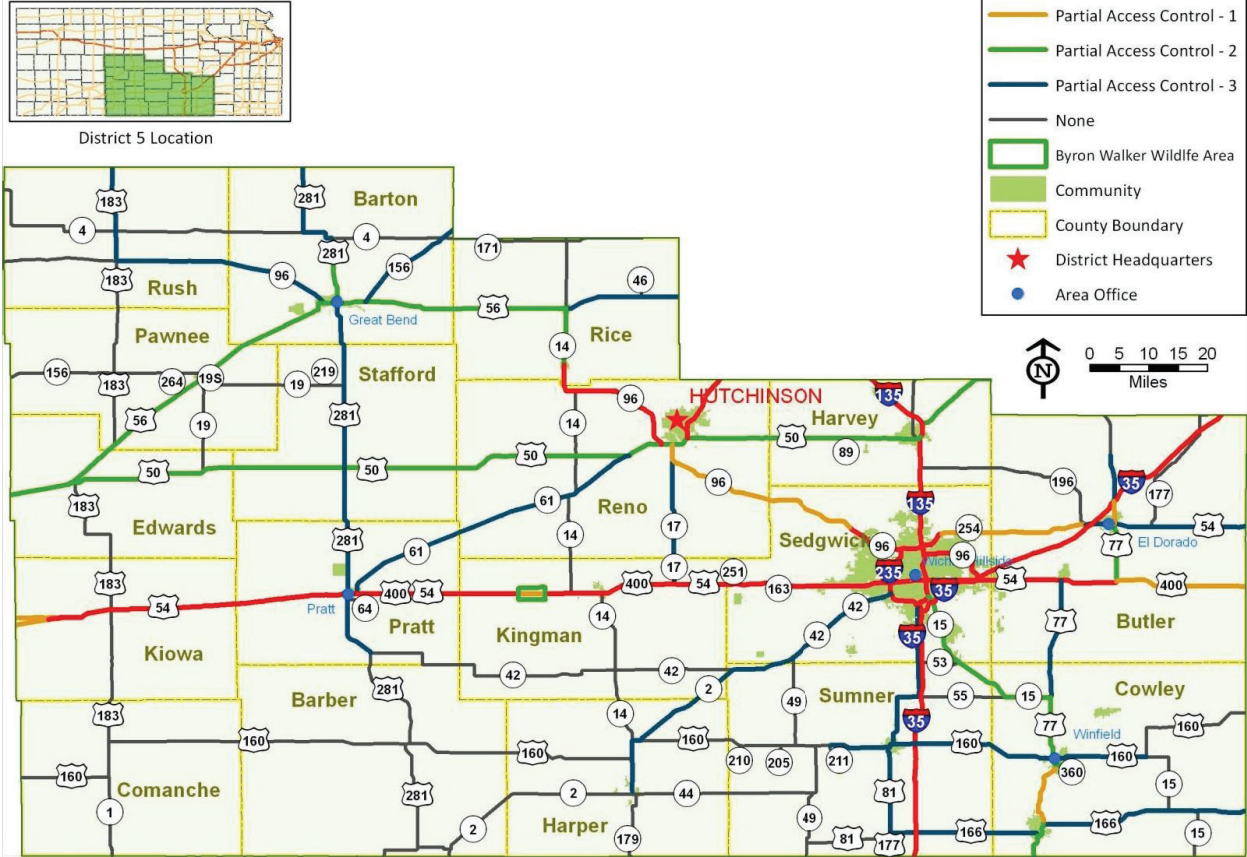 District 5 Location
Partial Access Control - 1
Partial Access Control - 2
Partial Access Control - 3
None
Byron Walker Wildlfe Area
Community
County Boundary
District Headquarters
Area Office
N
0 5 10 15 20
Miles
183
281
Barton
4
4
171
281
183
96
156
46
Rush
56
Great Bend
Pawnee
Rice
14
156
264
19S
19
219
Stafford
183
281
96
HUTCHINSON
135
Harvey
56
19
14
50
89
50
50
50
96
196
35
177
183
61
Reno
17
135
Edwards
281
14
Sedgwick
96
254
96
77
El Dorado
54
61
183
17
251
235
54
400
54
163
35
400
54
Pratt
64
400
54
Pratt
Kingman
14
42
15
77
Butler
Kiowa
42
35
42
42
53
Barber
281
2
49
Sumner
55
15
Cowley
183
14
35
77
160
160
160
160
160
Winfield
160
210
205
211
360
160
Comanche
281
2
44
81
15
1
2
Harper
179
49
81
177
166
166
15